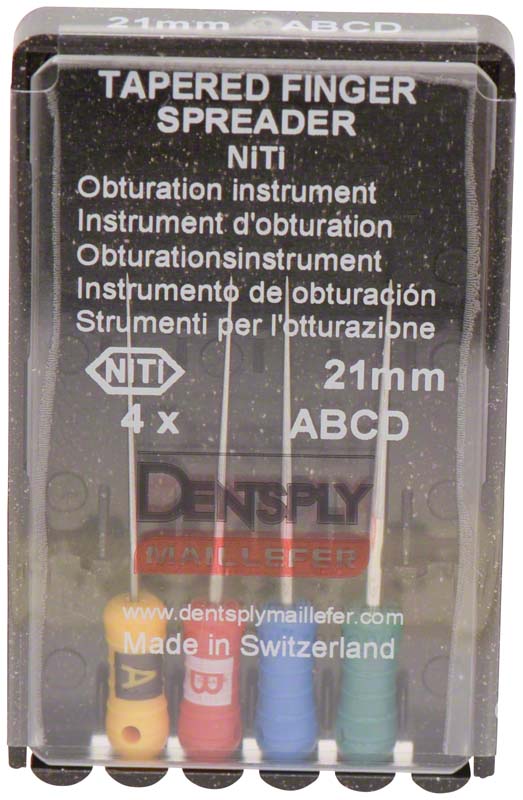 21mm ABCD
TAPERED FINGER
SPREADER
NiTi
Obturation instrument
Instrument d'obturation
Obturationsinstrument
Instrumento de obturación
Strumenti per l'otturazione
NiTi 21mm
4 x ABCD
DENTSPLY
MAILLEFER
www.dentsplymaillefer.com
Made in Switzerland
A B